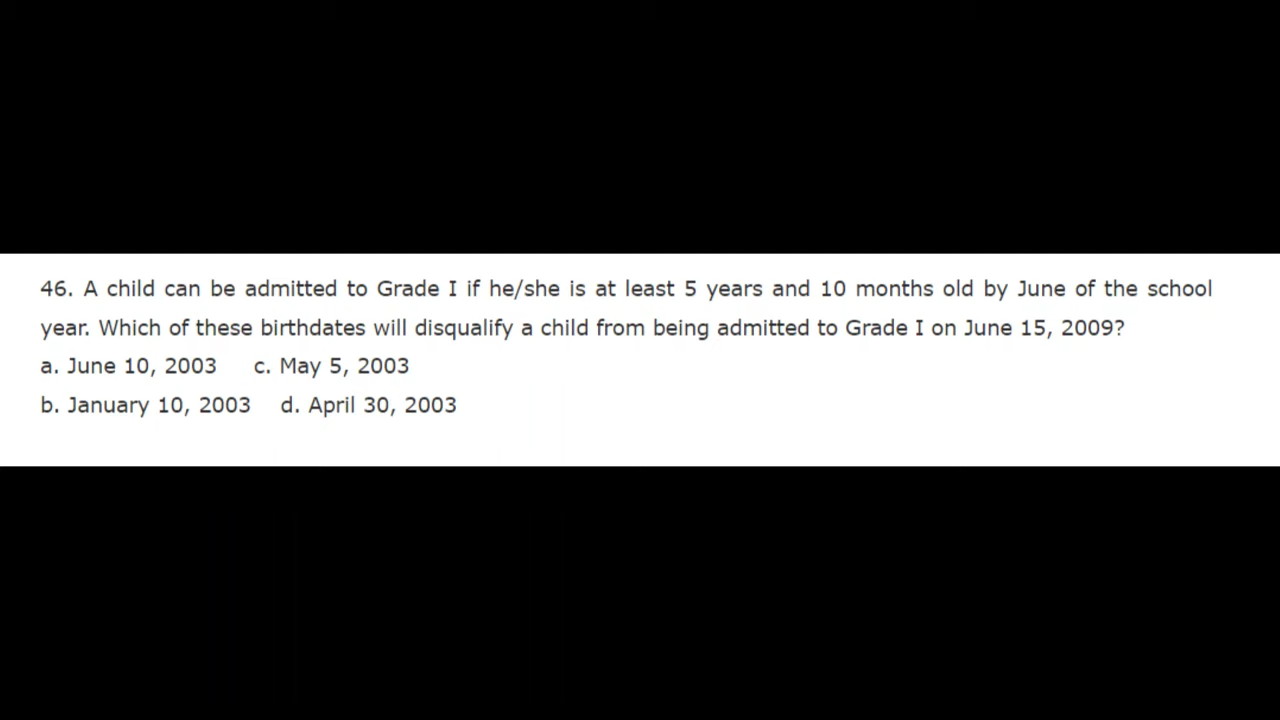 46. A child can be admitted to Grade I if he/she is at least 5 years and 10 months old by June of the school
year. Which of these birthdates will disqualify a child from being admitted to Grade I on June 15, 2009?
a. June 10, 2003 c. May 5, 2003
b. January 10, 2003 d. April 30, 2003